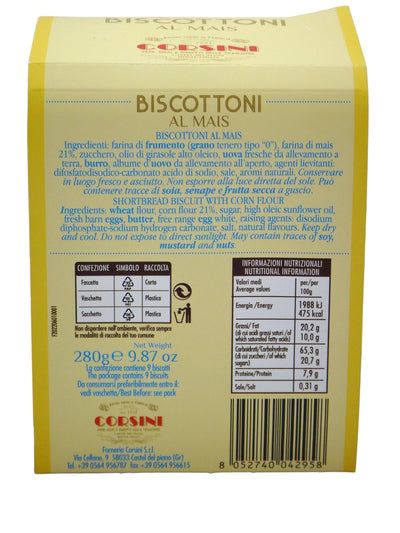 BISCOTTONI
AL MAIS
CORSINI
BISCOTTONI
AL MAIS
BISCOTTONI AL MAIS
Ingredienti: farina di frumento (grano tenero tipo "0"), farina di mais
21%, zucchero, olio di girasole alto oleico, uova fresche da allevamento a
terra, burro, albume d'uovo da allevamento all'aperto, agenti lievitanti:
difosfatodisodico-carbonato acido di sodio, sale, aromi naturali. Conservare
in luogo fresco e asciutto. Non esporre alla luce diretta del sole. Può
contenere tracce di soia, senape e frutta secca a guscio.
SHORTBREAD BISCUIT WITH CORN FLOUR
Ingredients: wheat flour, corn flour 21%, sugar, high oleic sunflower oil,
fresh barn eggs, butter, free range egg white, raising agents: disodium
diphosphate-sodium hydrogen carbonate, salt, natural flavours. Keep dry
and cool. Do not expose to direct sunlight. May contain traces of soy,
mustard and nuts.
CONFEZIONE SIMBOLO RACCOLTA
Fascetta Carta
Vaschetta Plastica
Sacchetto Plastica
Non disperdere nell'ambiente, verifica sempre
le modalità di raccolta del tuo comune
Net Weight
280g e 9.87 oz
La confezione contiene 9 biscotti
The package contains 9 biscuits
Da consumarsi preferibilmente entro il:
vedi vaschetta/Best Before: see pack
CORSINI
Forneria Corsini S.r.l.
Via Cellane, 9 - 58033 Castel del piano (Gr)
Tel. +39 0564 956787 - fax +39 0564 956615
INFORMAZIONI NUTRIZIONALI
NUTRITIONAL INFORMATION
Valori medi per/per
Average values 100g
Energia /Energy 1988 kJ
475 kcal
Grassi/ Fat 20,2 g
(di cui acidi grassi saturi / of
which saturated fatty acids) 10,0 g
Carboidrati/Carbohydrate 65,3 g
(di cui zuccheri /of which
sugars) 20,7 g
Proteine/Protein 7,9 g
Sale/Salt 0,31 g
8 052740 042958